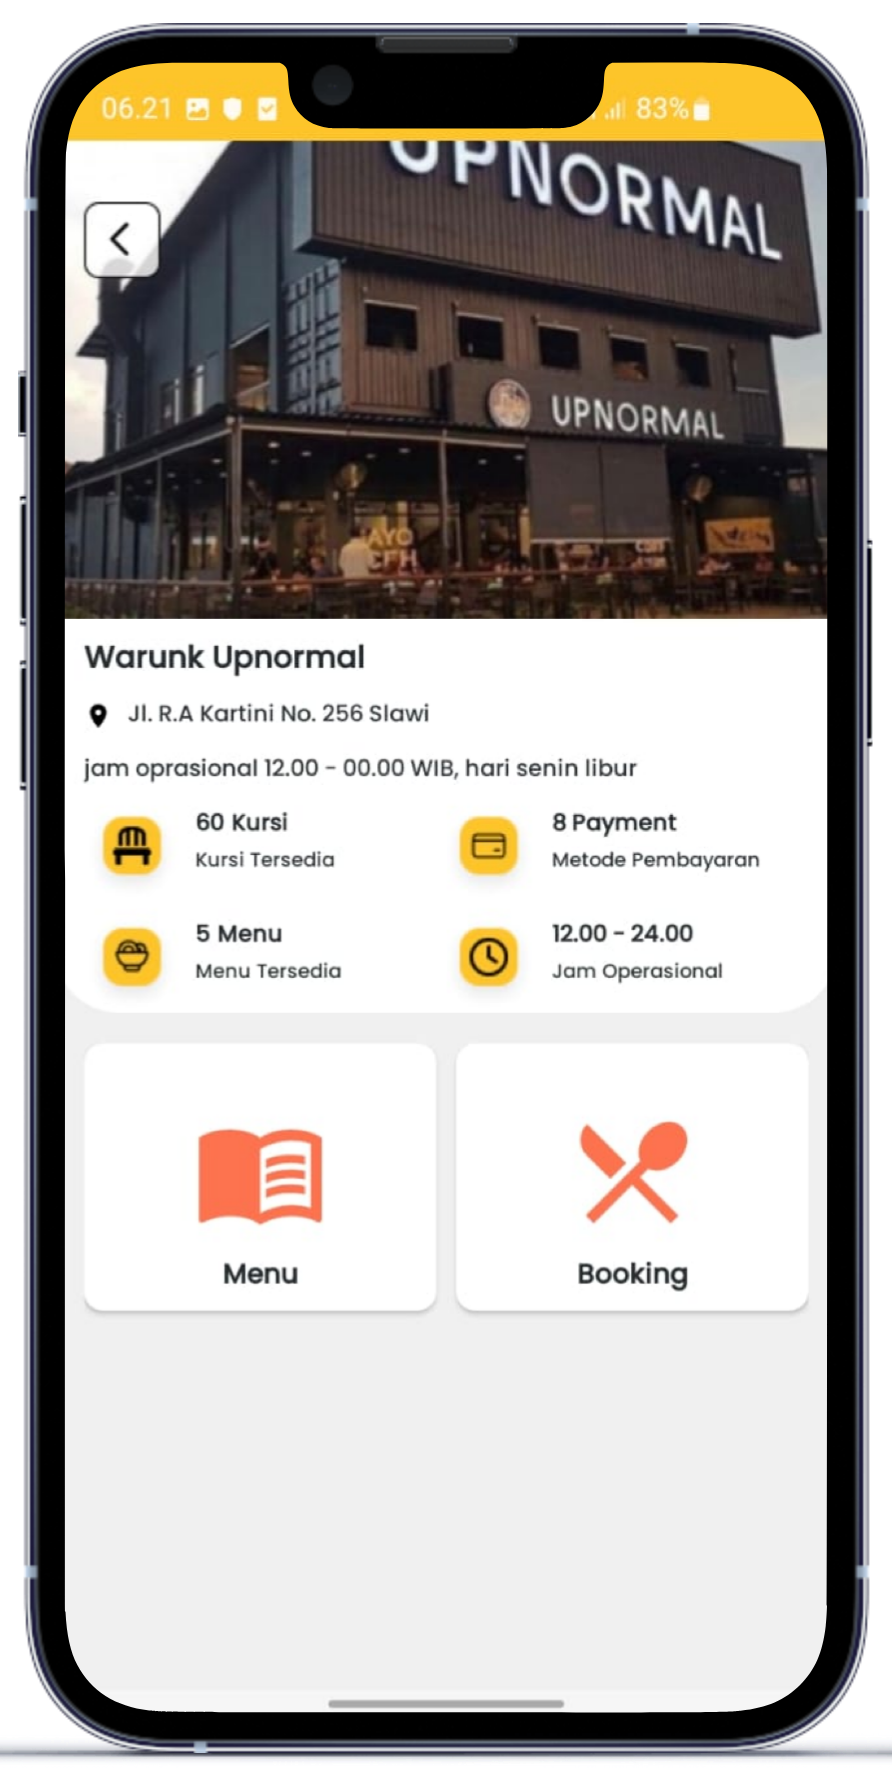 06.21
83%
UPNORMAL
UPNORMAL
AYO
Warunk Upnormal
Jl. R.A Kartini No. 256 Slawi
jam oprasional 12.00 - 00.00 WIB, hari senin libur
60 Kursi
Kursi Tersedia
8 Payment
Metode Pembayaran
5 Menu
Menu Tersedia
12.00 - 24.00
Jam Operasional
Menu
Booking